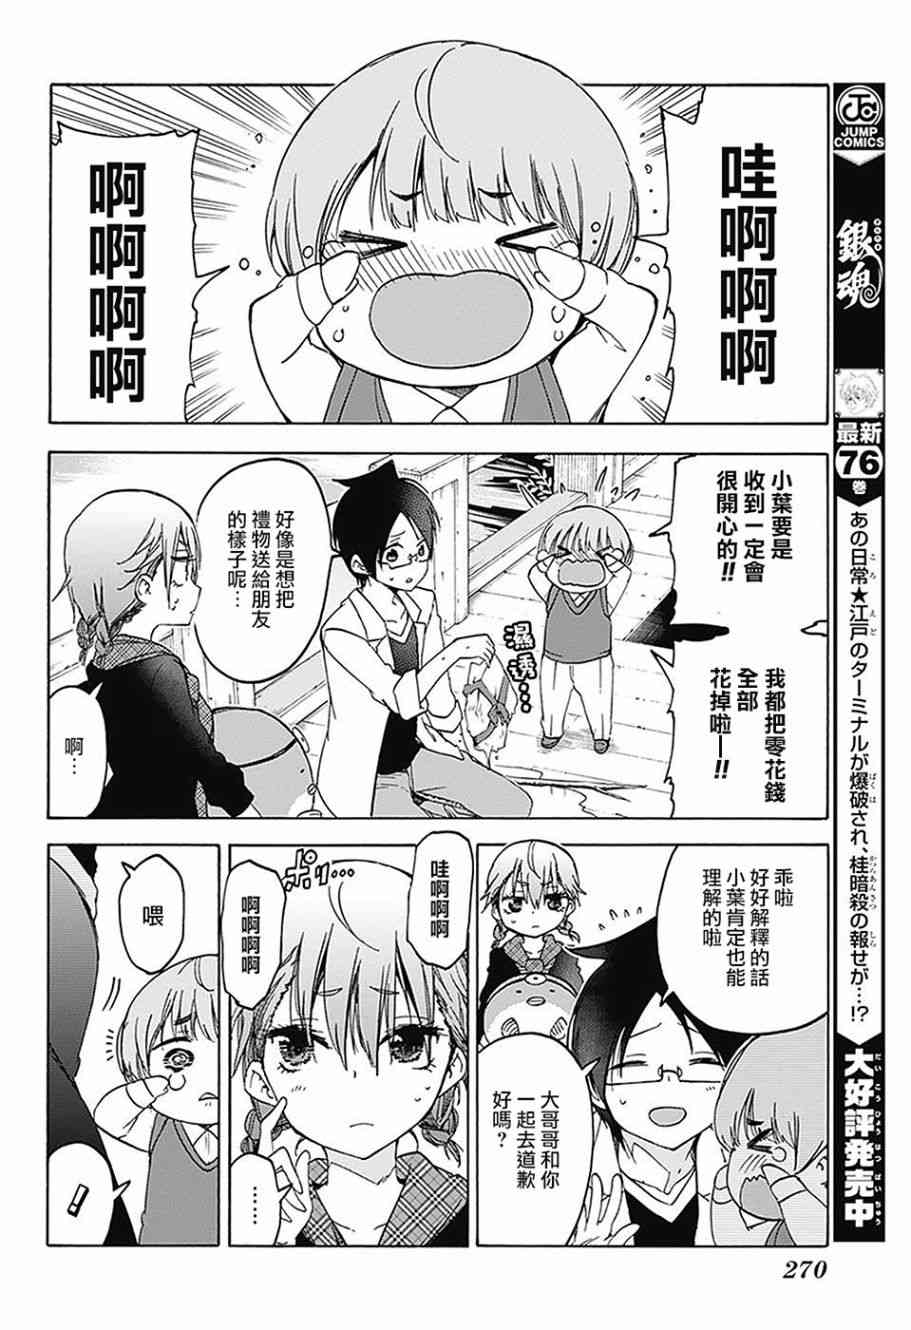 哇啊啊啊
啊啊啊啊
小葉要是
收到一定會
很開心的!!
我都把零花錢
全部
花掉啦——!!
濕透…
好像是想把
禮物送給朋友
的樣子呢…
啊…
乖啦
好好解釋的話
小葉肯定也能
理解的啦
大哥哥和你
一起去道歉
好嗎?
哇啊啊啊
啊啊啊啊
ポリ…
……
喂
!
JC
JUMP
COMICS
銀魂
最新
76
巻
あの日常★江戸のターミナルが爆破され、桂暗殺の報せが…!?
大好評発売中
270